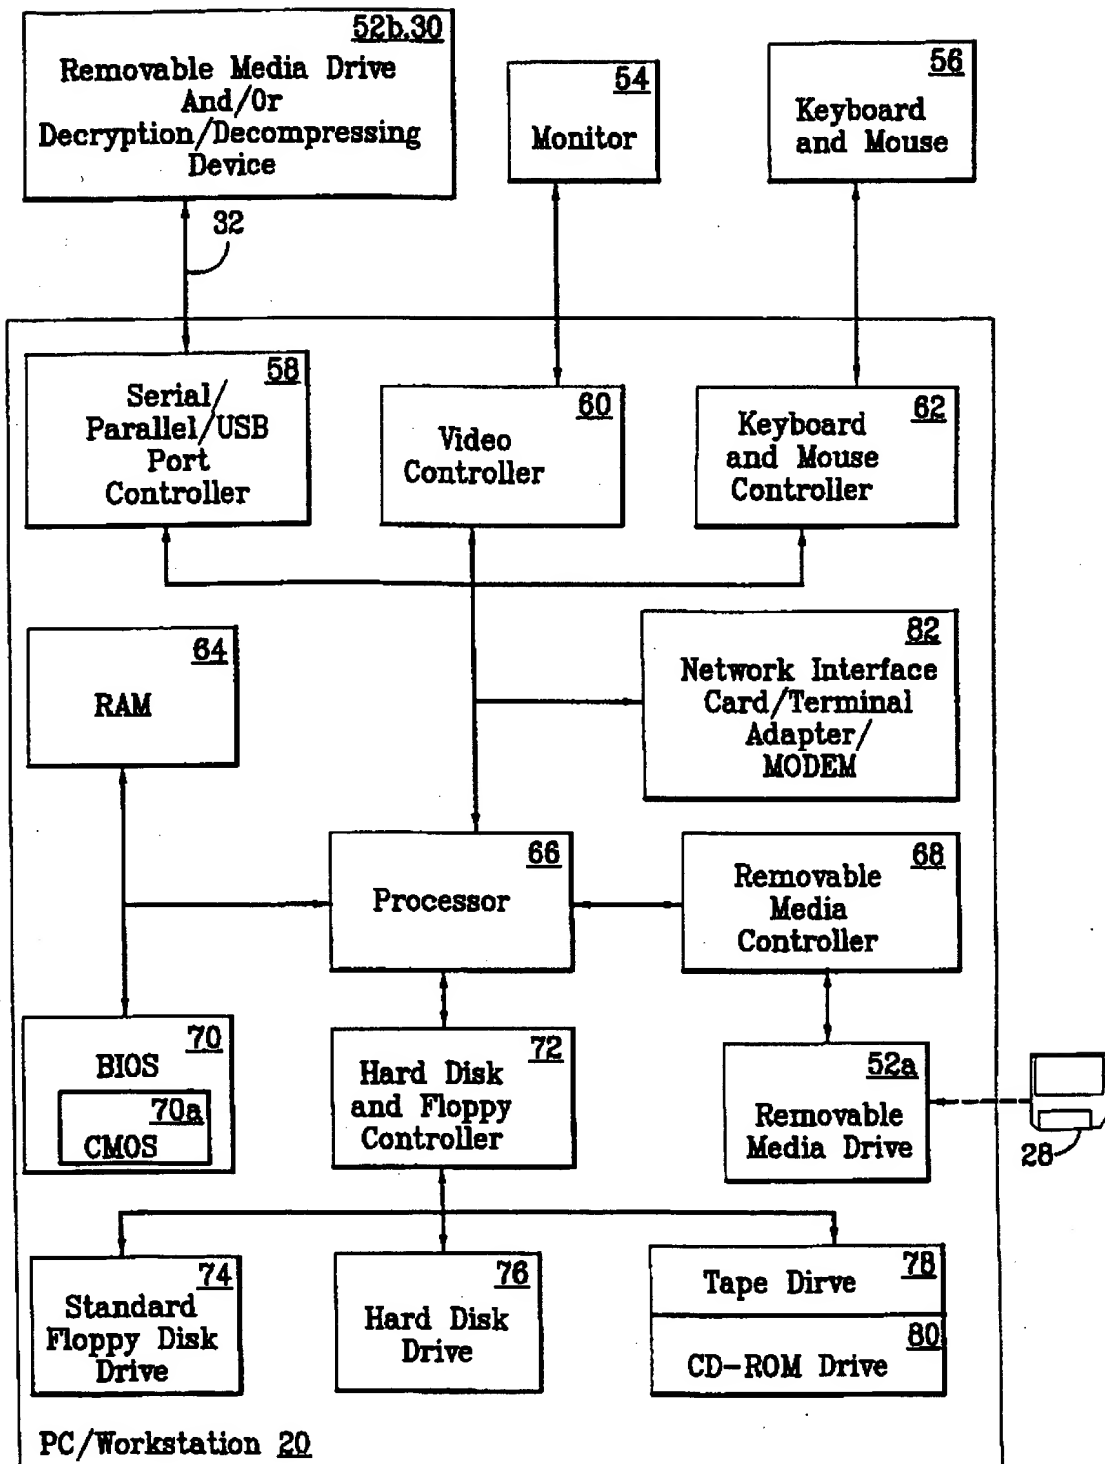 52b.30
Removable Media Drive
And/Or
Decryption/Decompressing
Device
54
Monitor
56
Keyboard
and Mouse
32
58
Serial/
Parallel/USB
Port
Controller
60
Video
Controller
62
Keyboard
and Mouse
Controller
64
RAM
82
Network Interface
Card/Terminal
Adapter/
MODEM
66
Processor
68
Removable
Media
Controller
70
BIOS
70a
CMOS
72
Hard Disk
and Floppy
Controller
52a
Removable
Media Drive
28
74
Standard
Floppy Disk
Drive
76
Hard Disk
Drive
78
Tape Dirve
80
CD-ROM Drive
PC/Workstation 20